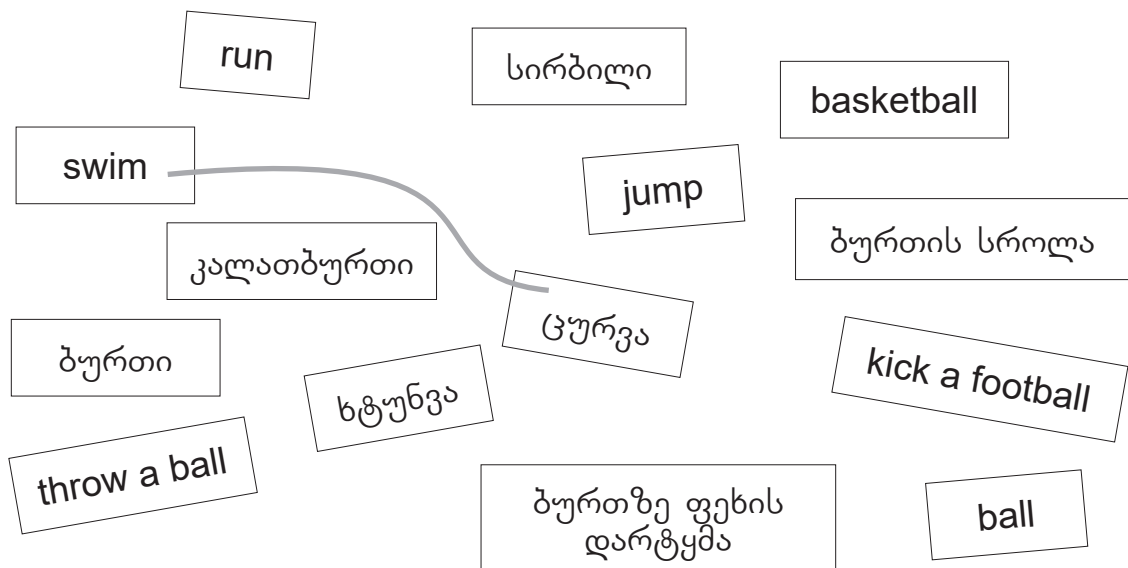 run
სირბილი
basketball
swim
jump
ბურთის სროლა
კალათბურთი
ცურვა
ბურთი
ხტუნვა
kick a football
throw a ball
ბურთზე ფეხის
დარტყმა
ball